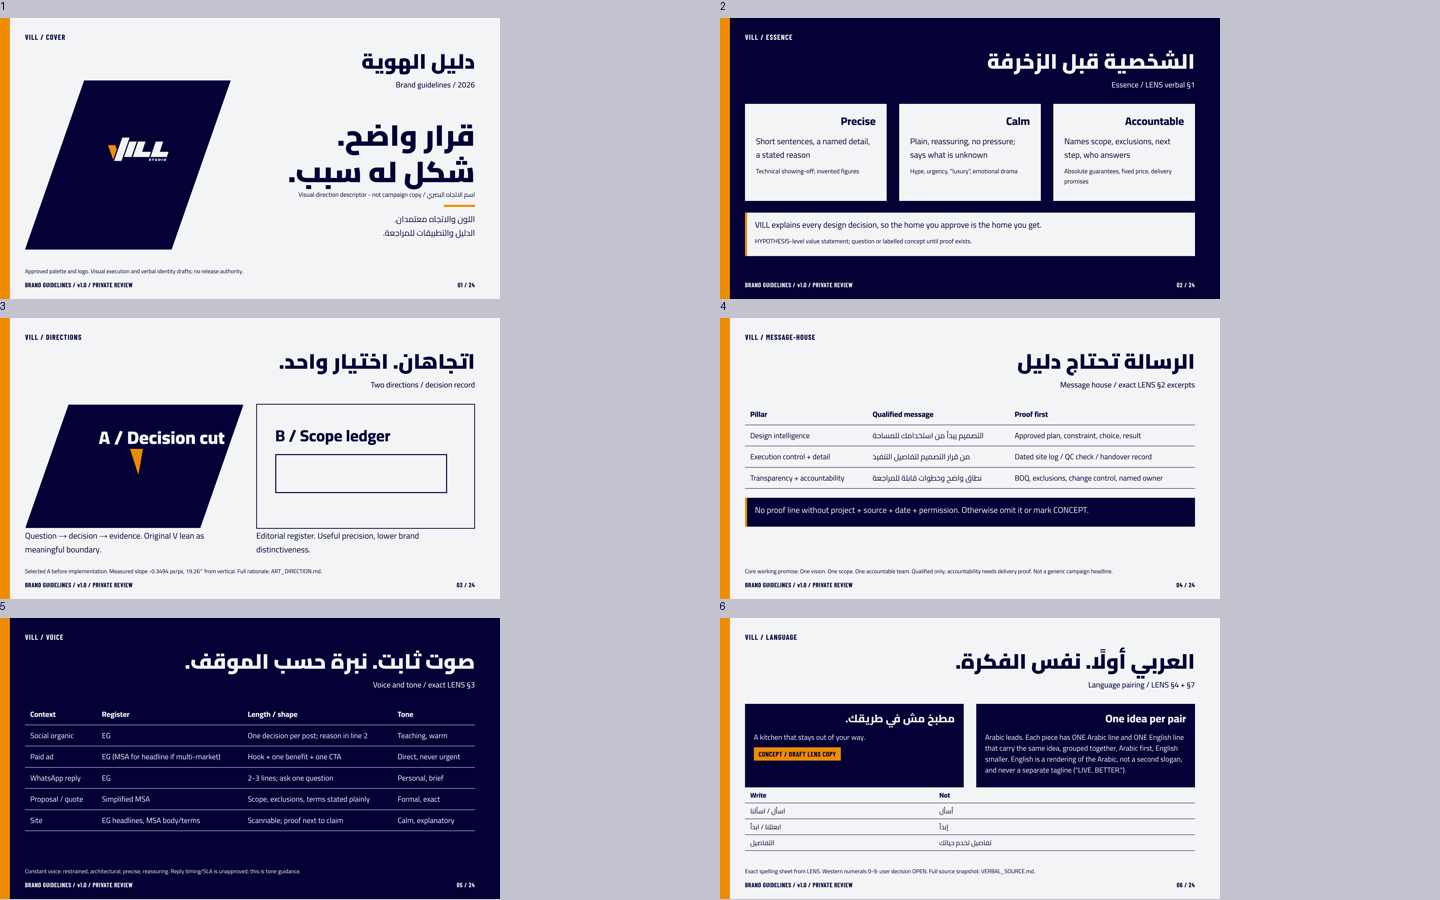 1
VILL / COVER
دليل الهوية
Brand guidelines / 2026
VILL
STUDIO
قرار واضح.
شكل له سبب.
Visual direction descriptor - not campaign copy / اسم الاتجاه البصري
اللون والاتجاه معتمدان.
الدليل والتطبيقات للمراجعة.
Approved palette and logo. Visual execution and verbal identity drafts; no release authority.
BRAND GUIDELINES / v1.0 / PRIVATE REVIEW
01 / 24
2
VILL / ESSENCE
الشخصية قبل الزخرفة
Essence / LENS verbal §1
Precise
Short sentences, a named detail,
a stated reason
Technical showing-off; invented figures
Calm
Plain, reassuring, no pressure;
says what is unknown
Hype, urgency, "luxury", emotional drama
Accountable
Names scope, exclusions, next
step, who answers
Absolute guarantees, fixed price, delivery
promises
VILL explains every design decision, so the home you approve is the home you get.
HYPOTHESIS-level value statement; question or labelled concept until proof exists.
BRAND GUIDELINES / v1.0 / PRIVATE REVIEW
02 / 24
3
VILL / DIRECTIONS
اتجاهان. اختيار واحد.
Two directions / decision record
A / Decision cut
B / Scope ledger
Question → decision → evidence. Original V lean as
meaningful boundary.
Editorial register. Useful precision, lower brand
distinctiveness.
Selected A before implementation. Measured slope -0.3494 px/px, 19.26° from vertical. Full rationale: ART_DIRECTION.md.
BRAND GUIDELINES / v1.0 / PRIVATE REVIEW
03 / 24
4
VILL / MESSAGE-HOUSE
الرسالة تحتاج دليل
Message house / exact LENS §2 excerpts
Pillar
Qualified message
Proof first
Design intelligence
التصميم يبدأ من استخدامك للمساحة
Approved plan, constraint, choice, result
Execution control + detail
من قرار التصميم لتفاصيل التنفيذ
Dated site log / QC check / handover record
Transparency + accountability
نطاق واضح وخطوات قابلة للمراجعة
BOQ, exclusions, change control, named owner
No proof line without project + source + date + permission. Otherwise omit it or mark CONCEPT.
Core working promise: One vision. One scope. One accountable team. Qualified only; accountability needs delivery proof. Not a generic campaign headline.
BRAND GUIDELINES / v1.0 / PRIVATE REVIEW
04 / 24
5
VILL / VOICE
صوت ثابت. نبرة حسب الموقف.
Voice and tone / exact LENS §3
Context
Register
Length / shape
Tone
Social organic
EG
One decision per post; reason in line 2
Teaching, warm
Paid ad
EG (MSA for headline if multi-market)
Hook + one benefit + one CTA
Direct, never urgent
WhatsApp reply
EG
2-3 lines; ask one question
Personal, brief
Proposal / quote
Simplified MSA
Scope, exclusions, terms stated plainly
Formal, exact
Site
EG headlines, MSA body/terms
Scannable; proof next to claim
Calm, explanatory
Constant voice: restrained, architectural, precise, reassuring. Reply timing/SLA is unapproved; this is tone guidance.
BRAND GUIDELINES / v1.0 / PRIVATE REVIEW
05 / 24
6
VILL / LANGUAGE
العربي أولًا. نفس الفكرة.
Language pairing / LENS §4 + §7
مطبخ مش في طريقك.
A kitchen that stays out of your way.
CONCEPT / DRAFT LENS COPY
One idea per pair
Arabic leads. Each piece has ONE Arabic line and ONE English line
that carry the same idea, grouped together, Arabic first, English
smaller. English is a rendering of the Arabic, not a second slogan,
and never a separate tagline ("LIVE. BETTER.").
Write
Not
اسأل / اسألنا
أسأل
ابعتلنا / ابدأ
إبدأ
التفاصيل
تفاصيل تخدم حياتك
Exact spelling sheet from LENS. Western numerals 0-9: user decision OPEN. Full source snapshot: VERBAL_SOURCE.md.
BRAND GUIDELINES / v1.0 / PRIVATE REVIEW
06 / 24